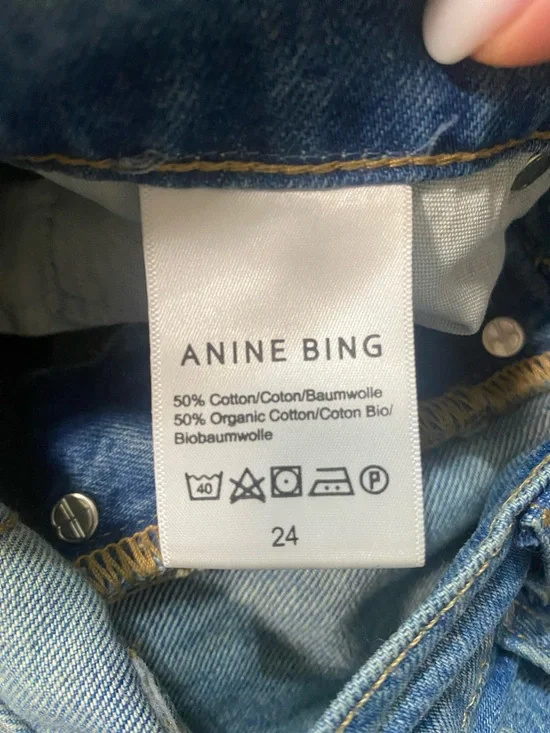 ANINE BING
50% Cotton/Coton/Baumwolle
50% Organic Cotton/Coton Bio/
Biobaumwolle
40 P
24